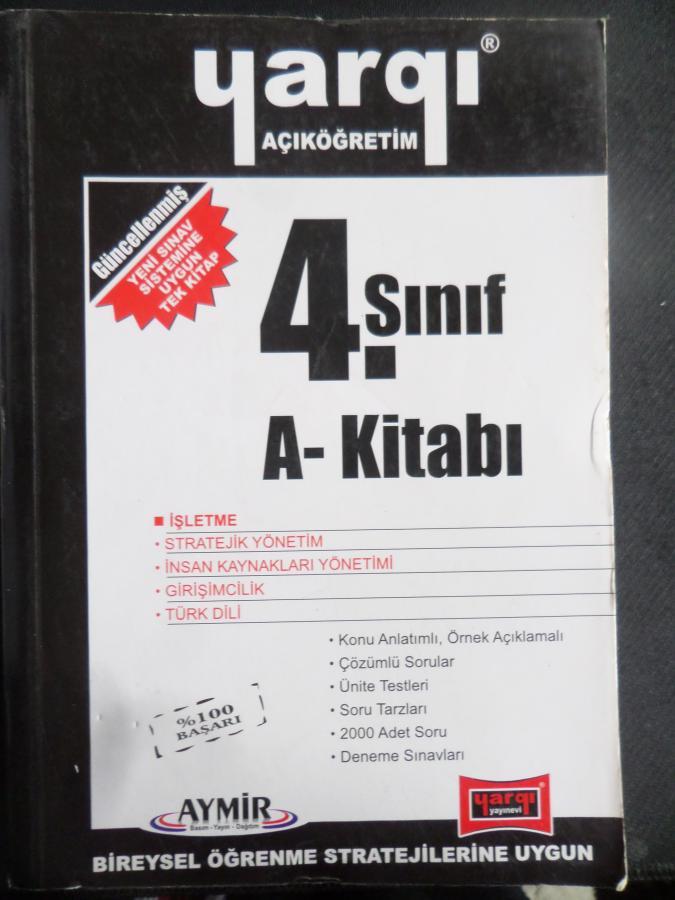 yargı®
AÇIKÖĞRETİM
Güncellenmiş
YENİ SINAV
SİSTEMİNE
UYGUN
TEK KİTAP
4.Sınıf
A- Kitabı
▪ İŞLETME
• STRATEJİK YÖNETİM
• İNSAN KAYNAKLARI YÖNETİMİ
• GİRİŞİMCİLİK
• TÜRK DİLİ
• Konu Anlatımlı, Örnek Açıklamalı
• Çözümlü Sorular
• Ünite Testleri
• Soru Tarzları
• 2000 Adet Soru
• Deneme Sınavları
%100
BAŞARI
AYMİR
Basım - Yayın - Dağıtım
yargı®
yayınevi
BİREYSEL ÖĞRENME STRATEJİLERİNE UYGUN